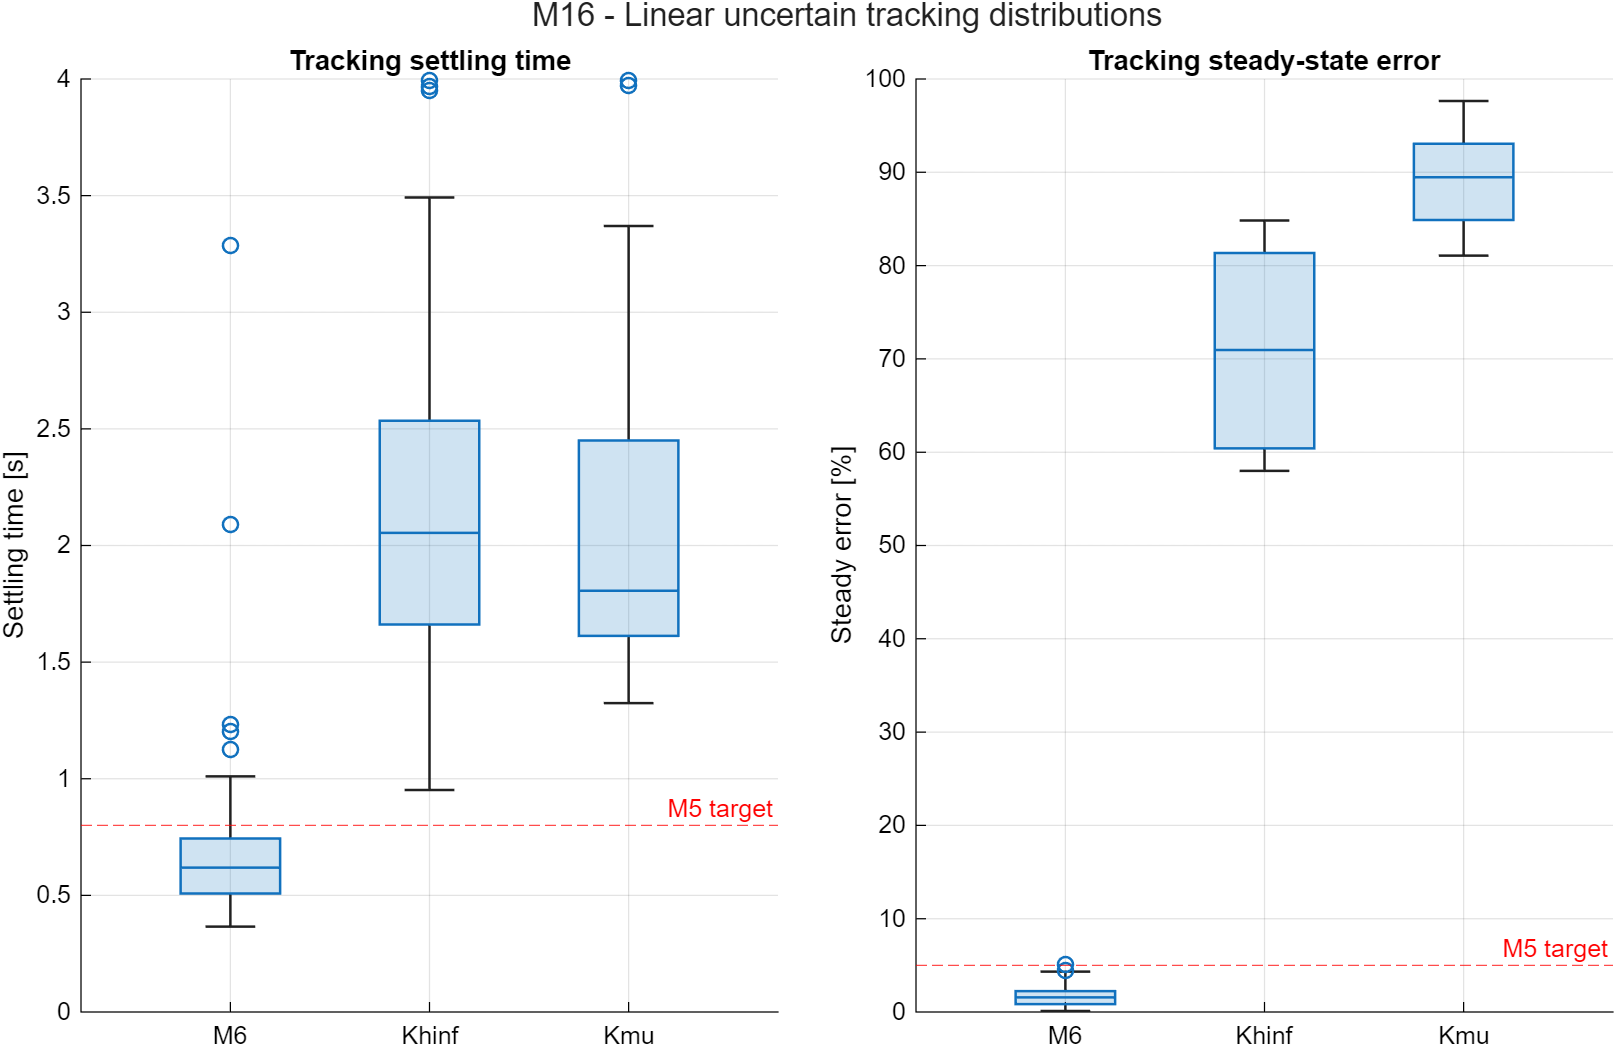 M16 - Linear uncertain tracking distributions
Tracking settling time
Settling time [s]
4
3.5
3
2.5
2
1.5
1
0.5
0
M5 target
M6
Khinf
Kmu
Tracking steady-state error
Steady error [%]
100
90
80
70
60
50
40
30
20
10
0
M5 target
M6
Khinf
Kmu